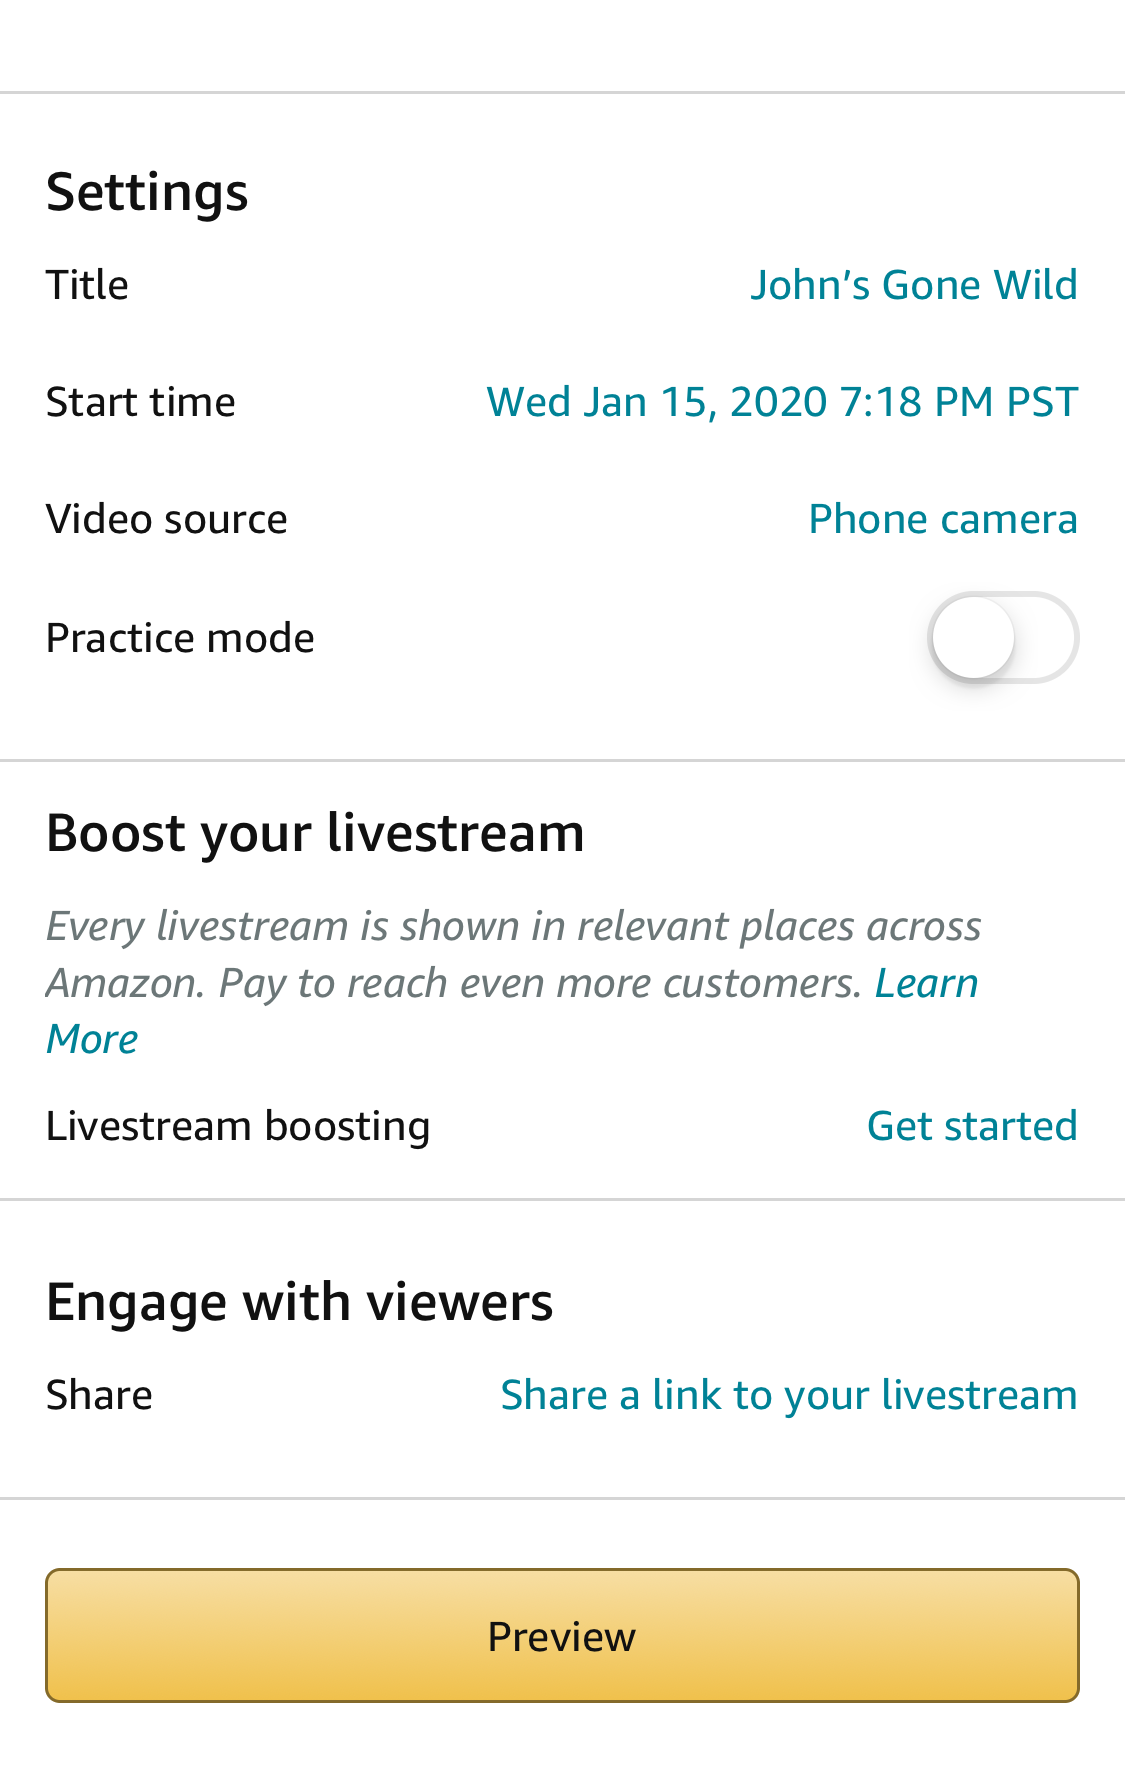 Settings
Title John’s Gone Wild
Start time Wed Jan 15, 2020 7:18 PM PST
Video source Phone camera
Practice mode
Boost your livestream
Every livestream is shown in relevant places across
Amazon. Pay to reach even more customers. Learn
More
Livestream boosting Get started
Engage with viewers
Share Share a link to your livestream
Preview